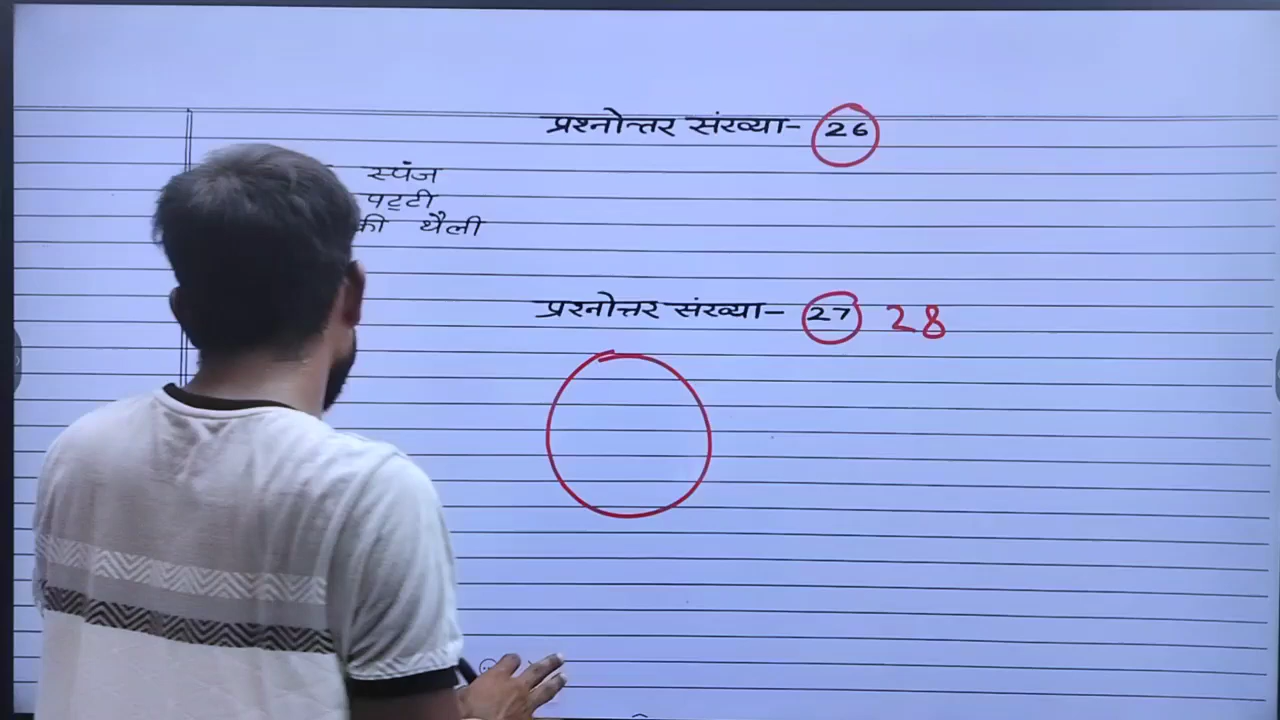 प्रश्नोत्तर संख्या- 26
स्पंज
पट्टी
की थैली
प्रश्नोत्तर संख्या- 27 28